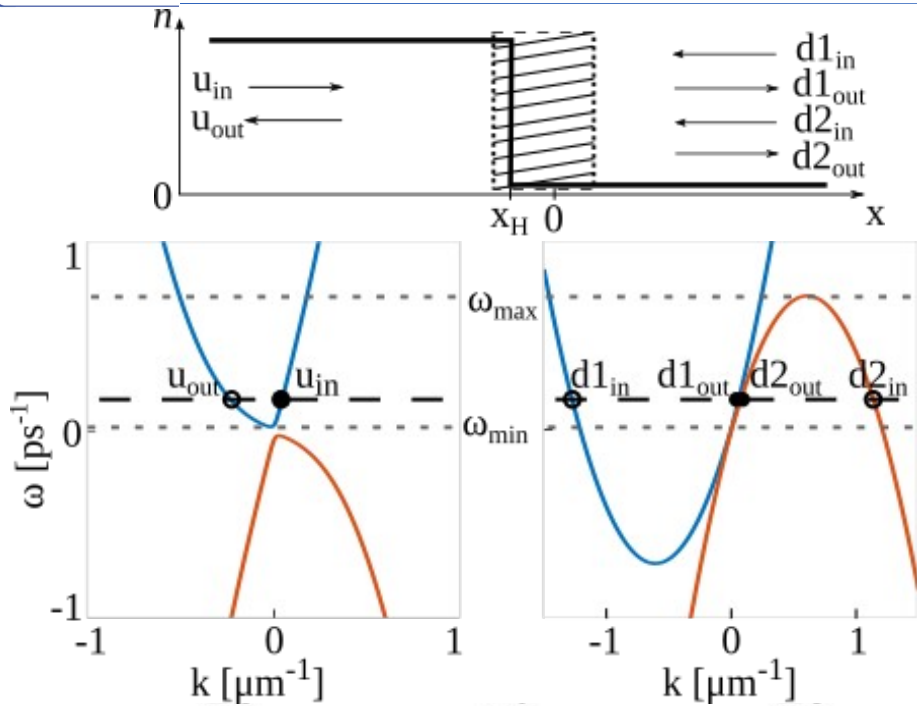 n
u_in
u_out
d1_in
d1_out
d2_in
d2_out
0
x_H 0 x
1
0
-1
ω [ps⁻¹]
u_out u_in
-1 0 1
k [μm⁻¹]
ω_max
ω_min
d1_in d1_out d2_out d2_in
-1 0 1
k [μm⁻¹]